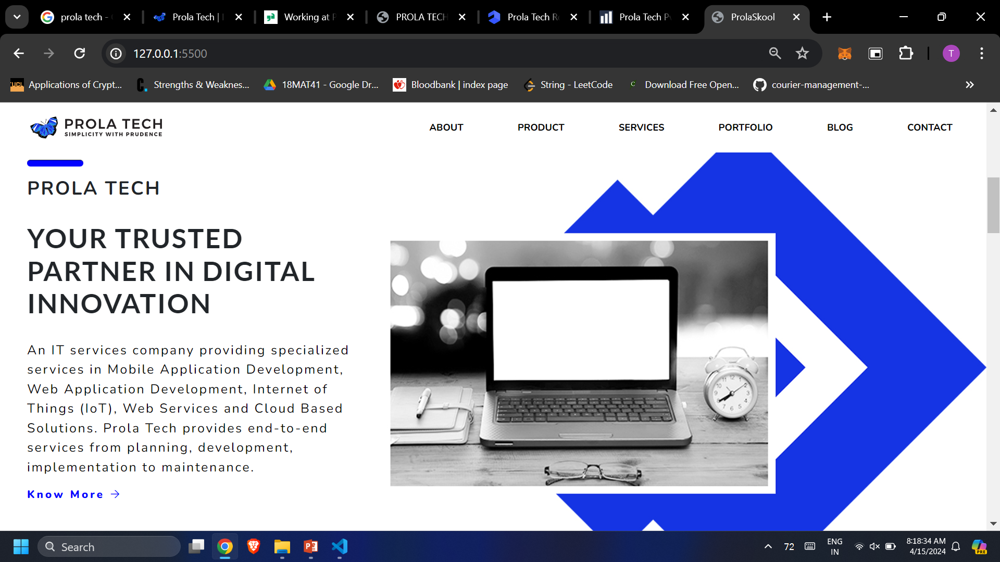 prola tech -
Prola Tech |
Working at
PROLA TECH
Prola Tech
Prola Tech
ProlaSkool
127.0.0.1:5500
T
Applications of Crypt...
Strengths & Weaknes...
18MAT41 - Google Dr...
Bloodbank | index page
String - LeetCode
Download Free Open...
courier-management-...
PROLA TECH
SIMPLICITY WITH PRUDENCE
ABOUT
PRODUCT
SERVICES
PORTFOLIO
BLOG
CONTACT
PROLA TECH
YOUR TRUSTED
PARTNER IN DIGITAL
INNOVATION
An IT services company providing specialized
services in Mobile Application Development,
Web Application Development, Internet of
Things (IoT), Web Services and Cloud Based
Solutions. Prola Tech provides end-to-end
services from planning, development,
implementation to maintenance.
Know More
Search
72
ENG
IN
8:18:34 AM
4/15/2024
PRE